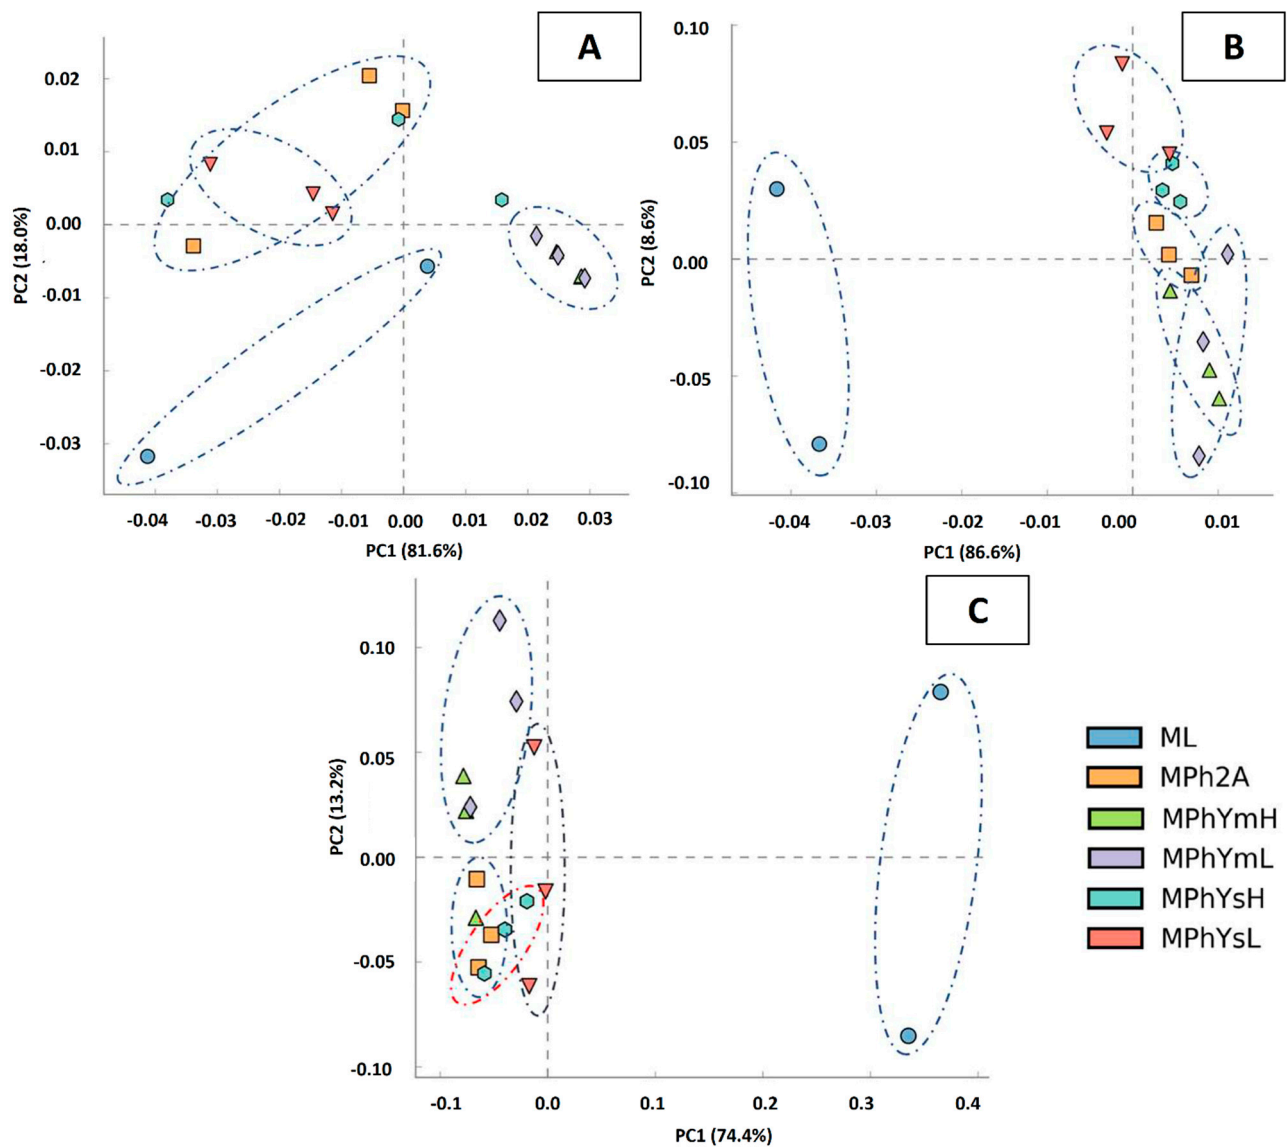 A
0.02
0.01
0.00
-0.01
-0.02
-0.03
PC2 (18.0%)
-0.04
-0.03
-0.02
-0.01
0.00
0.01
0.02
0.03
PC1 (81.6%)
B
0.10
0.05
0.00
-0.05
-0.10
PC2 (8.6%)
-0.04
-0.03
-0.02
-0.01
0.00
0.01
PC1 (86.6%)
C
0.10
0.05
0.00
-0.05
-0.10
PC2 (13.2%)
-0.1
0.0
0.1
0.2
0.3
0.4
PC1 (74.4%)
ML
MPh2A
MPhYmH
MPhYmL
MPhYsH
MPhYsL